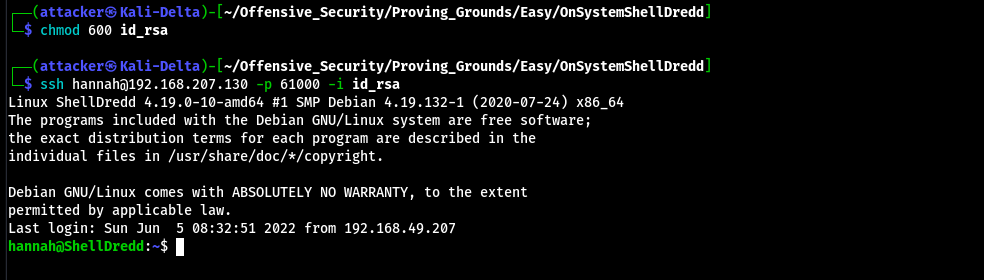 ┌──(attacker㉿Kali-Delta)-[~/Offensive_Security/Proving_Grounds/Easy/OnSystemShellDredd]
└─$ chmod 600 id_rsa
┌──(attacker㉿Kali-Delta)-[~/Offensive_Security/Proving_Grounds/Easy/OnSystemShellDredd]
└─$ ssh hannah@192.168.207.130 -p 61000 -i id_rsa
Linux ShellDredd 4.19.0-10-amd64 #1 SMP Debian 4.19.132-1 (2020-07-24) x86_64
The programs included with the Debian GNU/Linux system are free software;
the exact distribution terms for each program are described in the
individual files in /usr/share/doc/*/copyright.
Debian GNU/Linux comes with ABSOLUTELY NO WARRANTY, to the extent
permitted by applicable law.
Last login: Sun Jun  5 08:32:51 2022 from 192.168.49.207
hannah@ShellDredd:~$